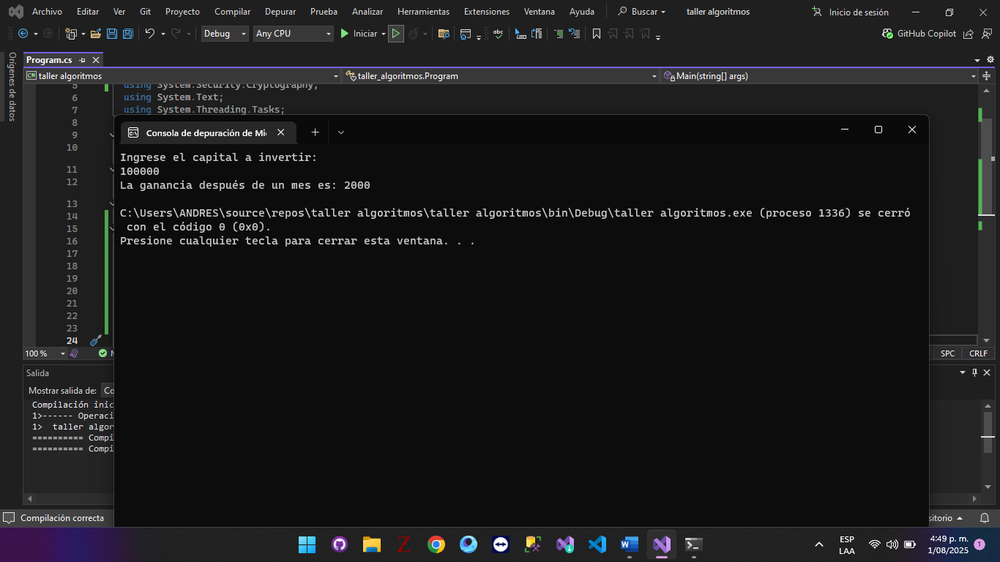 Archivo Editar Ver Git Proyecto Compilar Depurar Prueba Analizar Herramientas Extensiones Ventana Ayuda Buscar taller algoritmos Inicio de sesión
Debug Any CPU Iniciar GitHub Copilot
Orígenes de datos
Program.cs
C# taller algoritmos taller_algoritmos.Program Main(string[] args)
5 using System.Security.Cryptography;
6 using System.Text;
7 using System.Threading.Tasks;
8
9
10
11
12
13
14
15
16
17
18
19
20
21
22
23
24
Consola de depuración de Mi
Ingrese el capital a invertir:
100000
La ganancia después de un mes es: 2000
C:\Users\ANDRES\source\repos\taller algoritmos\taller algoritmos\bin\Debug\taller algoritmos.exe (proceso 1336) se cerró
con el código 0 (0x0).
Presione cualquier tecla para cerrar esta ventana. . .
100 % N SPC CRLF
Salida
Mostrar salida de: Co
Compilación inic
1>------ Operaci
1> taller algor
========== Compi
========== Compi
Compilación correcta sitorio
ESP
LAA
4:49 p. m.
1/08/2025
1